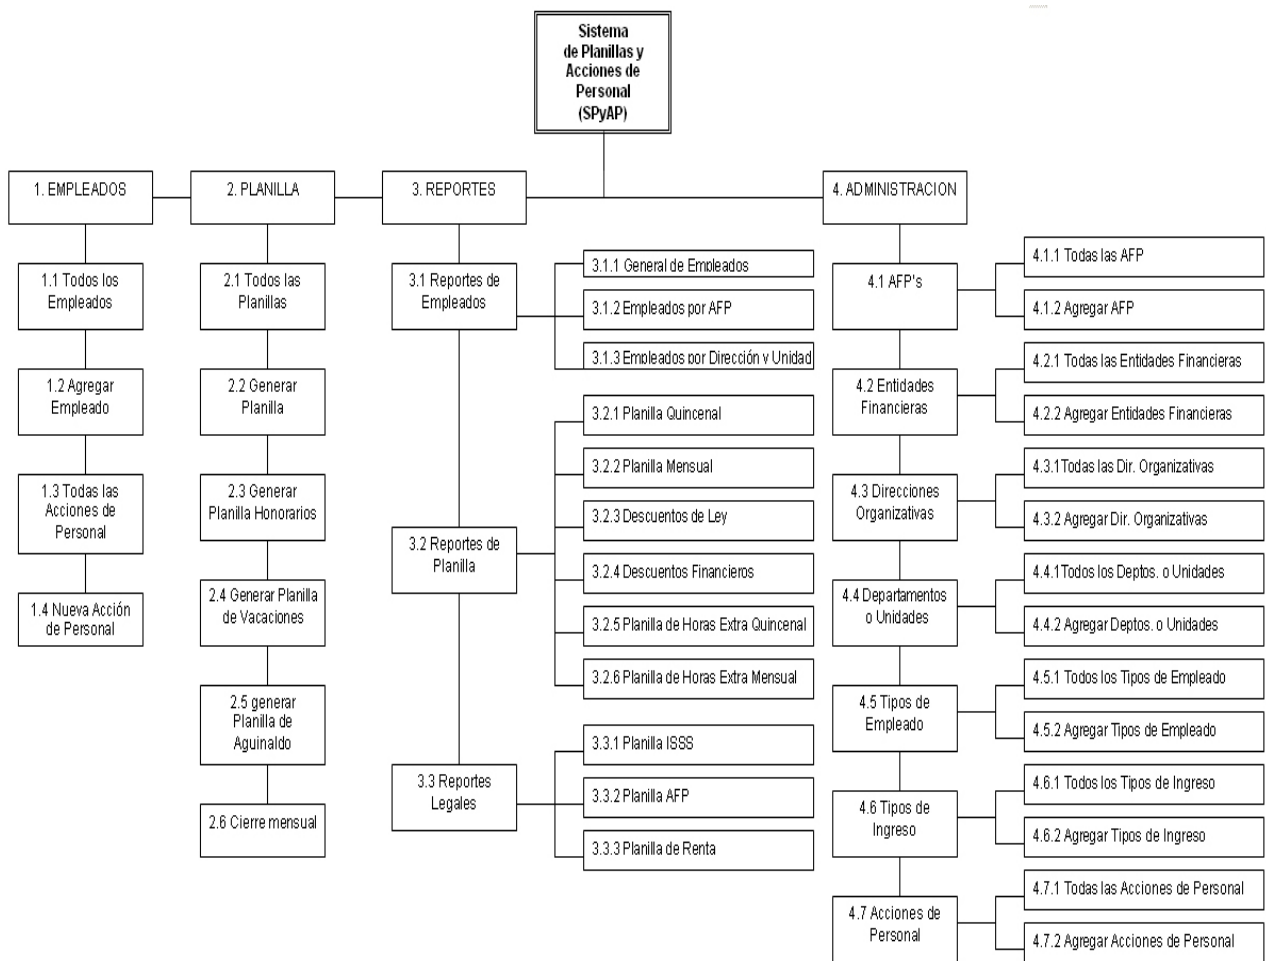 Sistema
de Planillas y
Acciones de
Personal
(SPyAP)
1. EMPLEADOS
1.1 Todos los
Empleados
1.2 Agregar
Empleado
1.3 Todas las
Acciones de
Personal
1.4 Nueva Acción
de Personal
2. PLANILLA
2.1 Todos las
Planillas
2.2 Generar
Planilla
2.3 Generar
Planilla Honorarios
2.4 Generar Planilla
de Vacaciones
2.5 generar
Planilla de
Aguinaldo
2.6 Cierre mensual
3. REPORTES
3.1 Reportes de
Empleados
3.1.1 General de Empleados
3.1.2 Empleados por AFP
3.1.3 Empleados por Dirección y Unidad
3.2 Reportes de
Planilla
3.2.1 Planilla Quincenal
3.2.2 Planilla Mensual
3.2.3 Descuentos de Ley
3.2.4 Descuentos Financieros
3.2.5 Planilla de Horas Extra Quincenal
3.2.6 Planilla de Horas Extra Mensual
3.3 Reportes
Legales
3.3.1 Planilla ISSS
3.3.2 Planilla AFP
3.3.3 Planilla de Renta
4. ADMINISTRACION
4.1 AFP's
4.1.1 Todas las AFP
4.1.2 Agregar AFP
4.2 Entidades
Financieras
4.2.1 Todas las Entidades Financieras
4.2.2 Agregar Entidades Financieras
4.3 Direcciones
Organizativas
4.3.1Todas las Dir. Organizativas
4.3.2 Agregar Dir. Organizativas
4.4 Departamentos
o Unidades
4.4.1Todos los Deptos. o Unidades
4.4.2 Agregar Deptos. o Unidades
4.5 Tipos de
Empleado
4.5.1 Todos los Tipos de Empleado
4.5.2 Agregar Tipos de Empleado
4.6 Tipos de
Ingreso
4.6.1 Todos los Tipos de Ingreso
4.6.2 Agregar Tipos de Ingreso
4.7 Acciones de
Personal
4.7.1 Todas las Acciones de Personal
4.7.2 Agregar Acciones de Personal